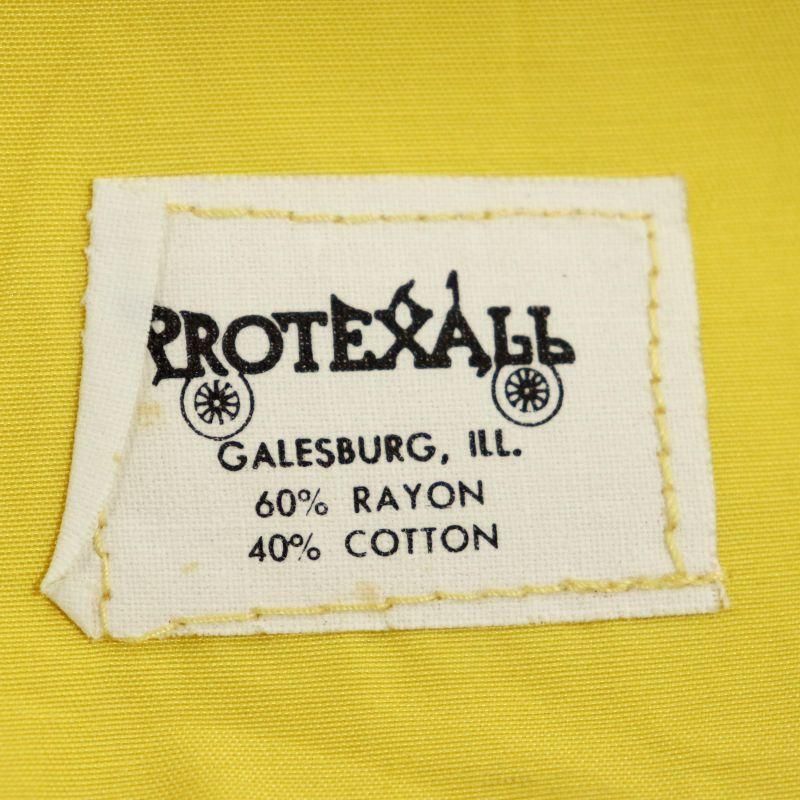 PROTEXALL
GALESBURG, ILL.
60% RAYON
40% COTTON